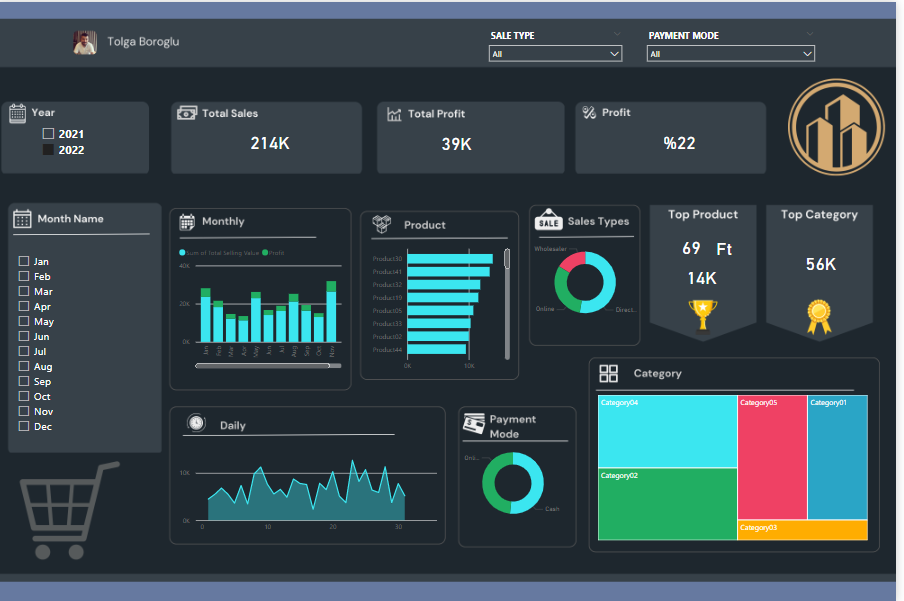 Tolga Boroglu
SALE TYPE
All
PAYMENT MODE
All
Year
2021
2022
Total Sales
214K
Total Profit
39K
Profit
%22
Month Name
Jan
Feb
Mar
Apr
May
Jun
Jul
Aug
Sep
Oct
Nov
Dec
Monthly
Sum of Total Selling Value Profit
40K
20K
0K
Jan Feb Mar Apr May Jun Jul Aug Sep Oct Nov
Product
Product30
Product41
Product32
Product19
Product05
Product33
Product02
Product44
0K 10K
SALE
Sales Types
Wholesaler
Online
Direct...
Top Product
69 Ft
14K
Top Category
56K
Daily
10K
0K
0 10 20 30
Payment
Mode
Onli...
Cash
Category
Category04
Category02
Category05
Category01
Category03